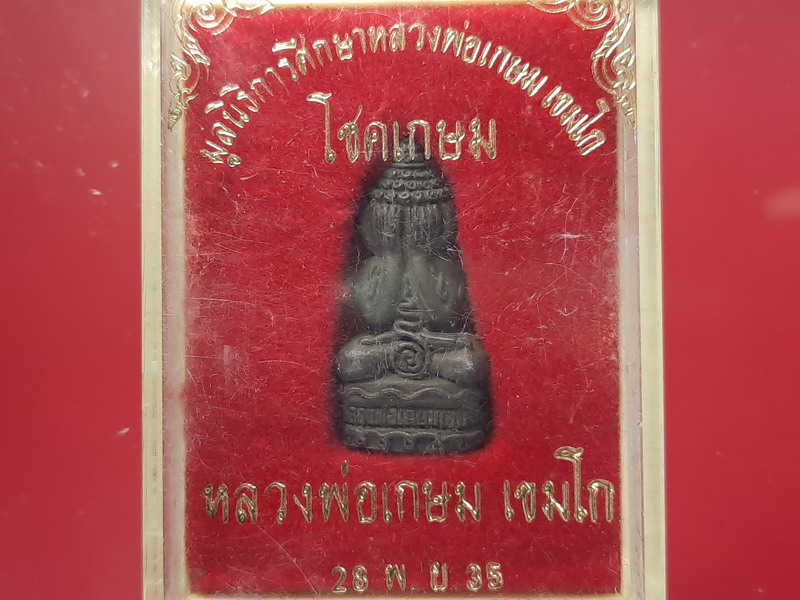 มูลนิธิการศึกษาหลวงพ่อเกษม เขมโก
โชคเกษม
หลวงพ่อเกษม เขมโก
28 พ. ย. 35